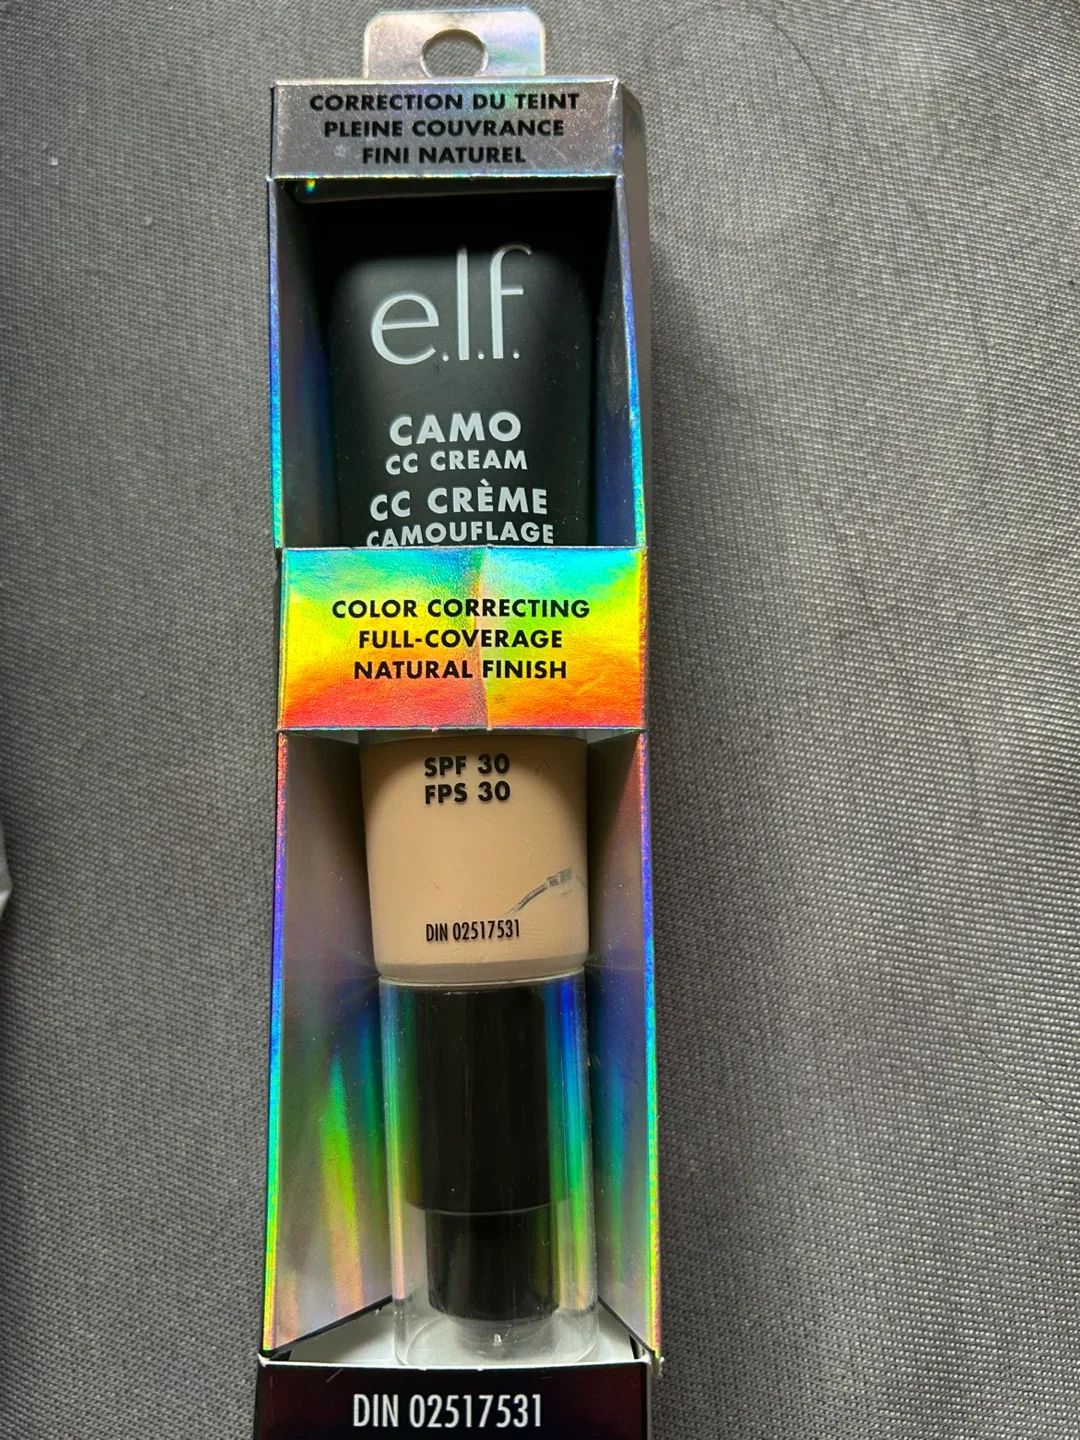 CORRECTION DU TEINT
PLEINE COUVRANCE
FINI NATUREL
e.l.f.
CAMO
CC CREAM
CC CRÈME
CAMOUFLAGE
COLOR CORRECTING
FULL-COVERAGE
NATURAL FINISH
SPF 30
FPS 30
DIN 02517531
DIN 02517531